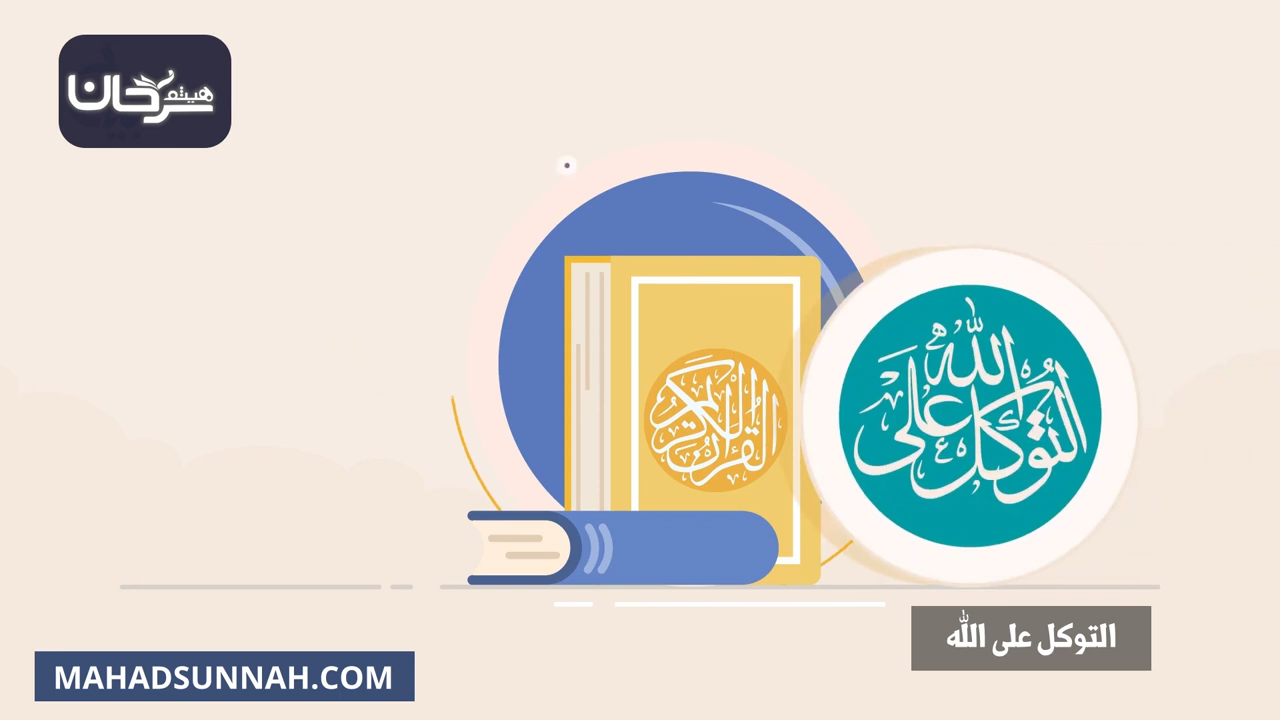 هيثم سرحان
القرآن الكريم
التوكل على الله
التوكل على الله
MAHADSUNNAH.COM